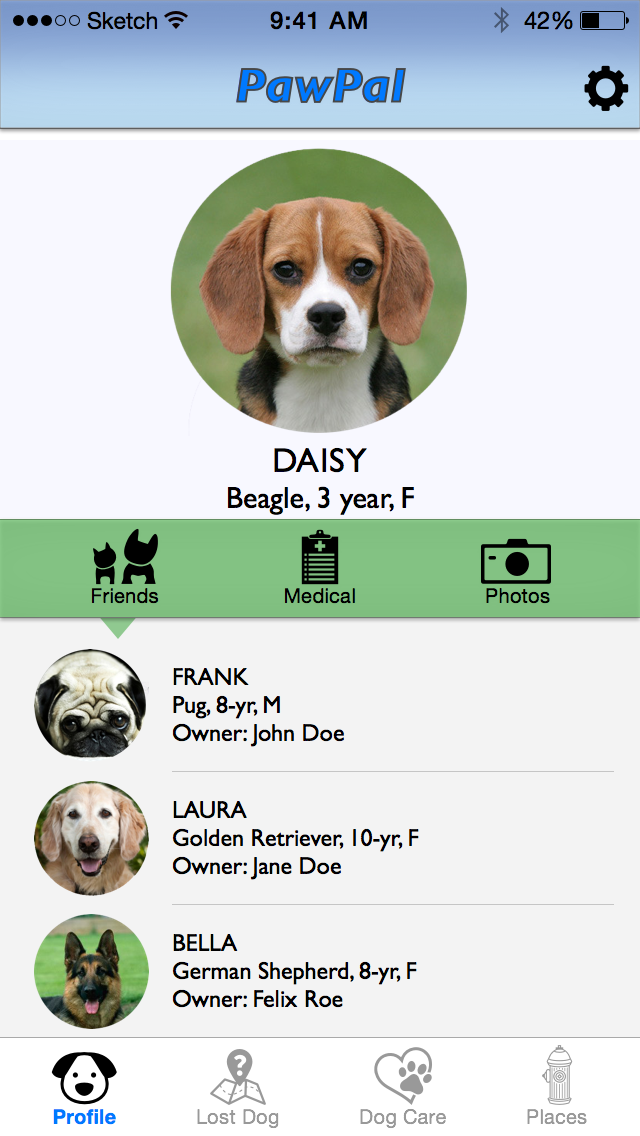 Sketch 9:41 AM 42%
PawPal
DAISY
Beagle, 3 year, F
Friends Medical Photos
FRANK
Pug, 8-yr, M
Owner: John Doe
LAURA
Golden Retriever, 10-yr, F
Owner: Jane Doe
BELLA
German Shepherd, 8-yr, F
Owner: Felix Roe
?
Profile Lost Dog Dog Care Places